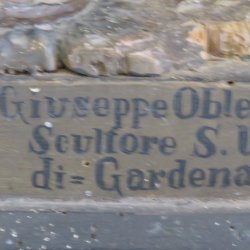 Giuseppe Oble
Scultore S. U
di= Gardena